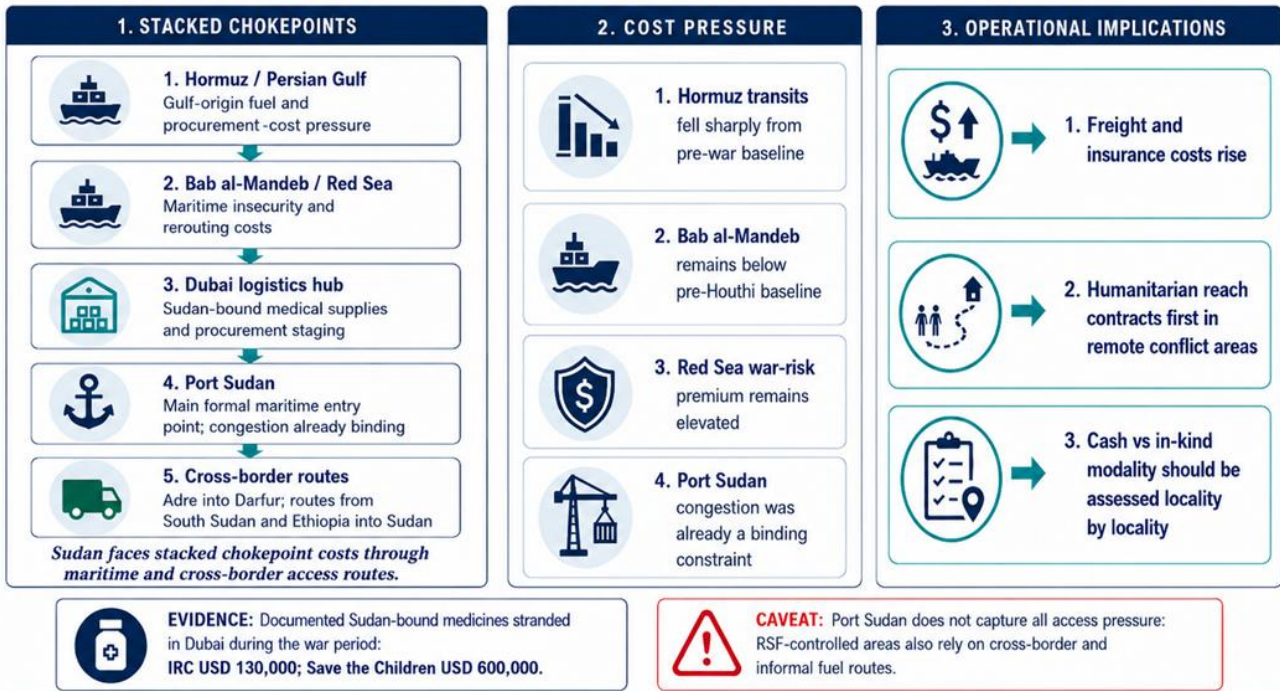 1. STACKED CHOKEPOINTS
1. Hormuz / Persian Gulf
Gulf-origin fuel and
procurement-cost pressure
2. Bab al-Mandeb / Red Sea
Maritime insecurity and
rerouting costs
3. Dubai logistics hub
Sudan-bound medical supplies
and procurement staging
4. Port Sudan
Main formal maritime entry
point; congestion already binding
5. Cross-border routes
Adre into Darfur; routes from
South Sudan and Ethiopia into Sudan
Sudan faces stacked chokepoint costs through
maritime and cross-border access routes.
2. COST PRESSURE
1. Hormuz transits
fell sharply from
pre-war baseline
2. Bab al-Mandeb
remains below
pre-Houthi baseline
3. Red Sea war-risk
premium remains
elevated
4. Port Sudan
congestion was
already a binding
constraint
3. OPERATIONAL IMPLICATIONS
1. Freight and
insurance costs rise
2. Humanitarian reach
contracts first in
remote conflict areas
3. Cash vs in-kind
modality should be
assessed locality
by locality
EVIDENCE: Documented Sudan-bound medicines stranded
in Dubai during the war period:
IRC USD 130,000; Save the Children USD 600,000.
CAVEAT: Port Sudan does not capture all access pressure:
RSF-controlled areas also rely on cross-border and
informal fuel routes.